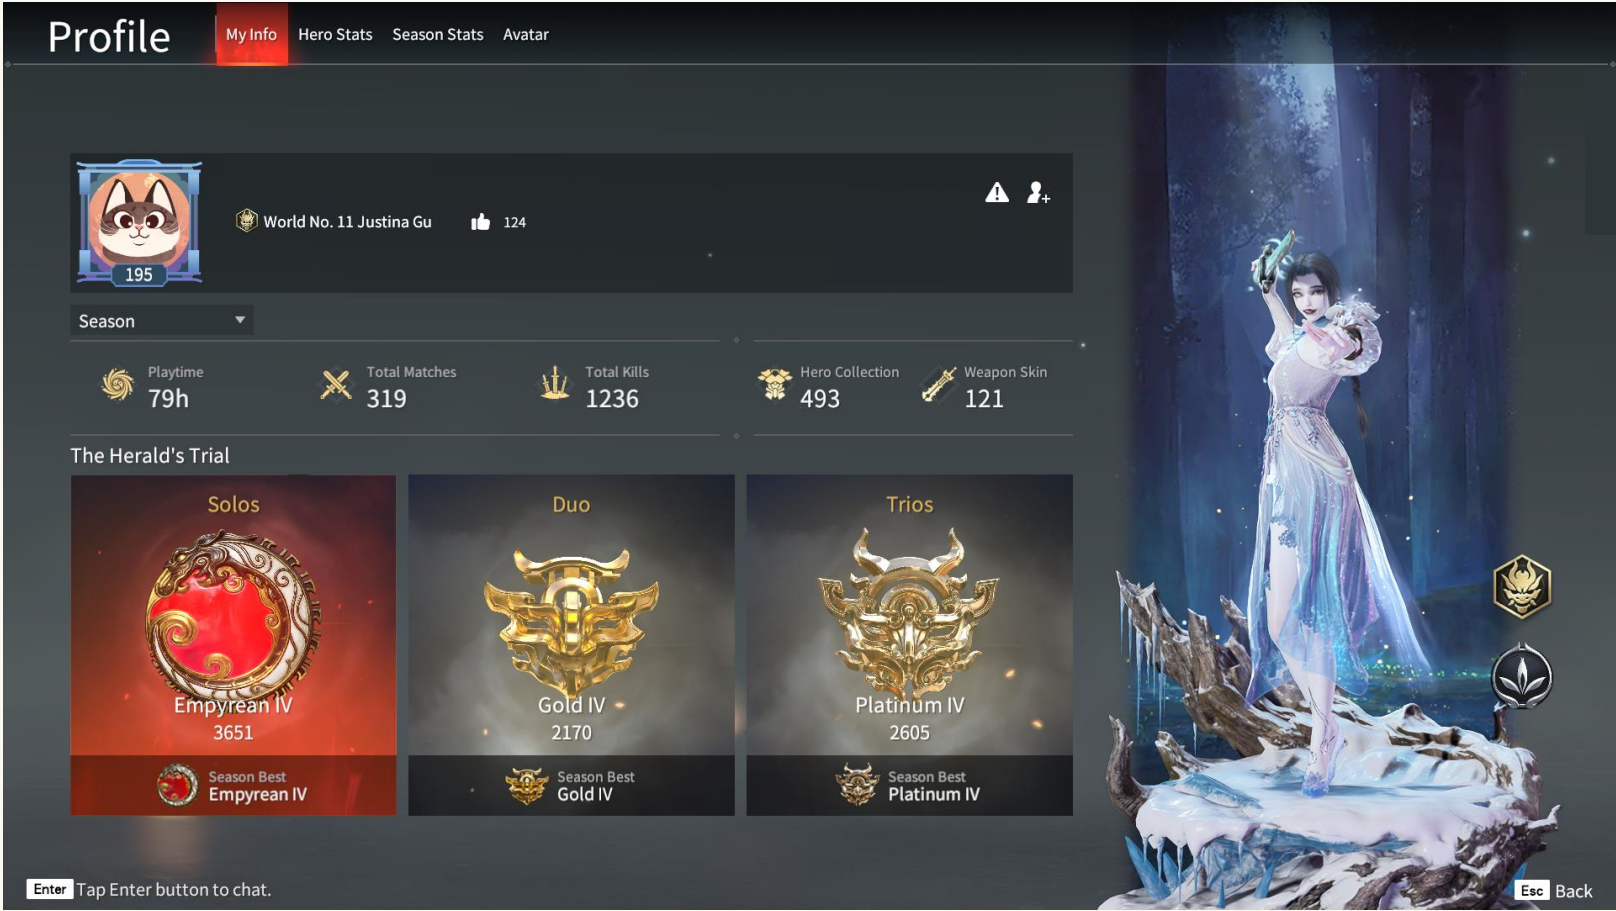 Profile
My Info
Hero Stats
Season Stats
Avatar
195
World No. 11 Justina Gu
124
Season
Playtime
79h
Total Matches
319
Total Kills
1236
Hero Collection
493
Weapon Skin
121
The Herald's Trial
Solos
Empyrean IV
3651
Season Best
Empyrean IV
Duo
Gold IV
2170
Season Best
Gold IV
Trios
Platinum IV
2605
Season Best
Platinum IV
Enter Tap Enter button to chat.
Esc Back